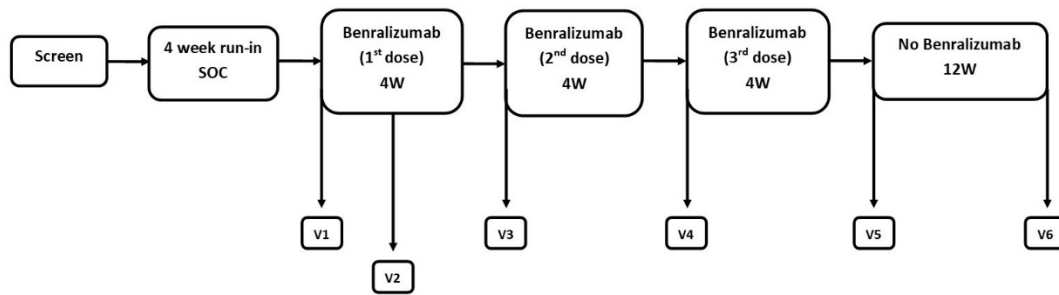 Screen
4 week run-in
SOC
Benralizumab
(1st dose)
4W
Benralizumab
(2nd dose)
4W
Benralizumab
(3rd dose)
4W
No Benralizumab
12W
V1
V2
V3
V4
V5
V6